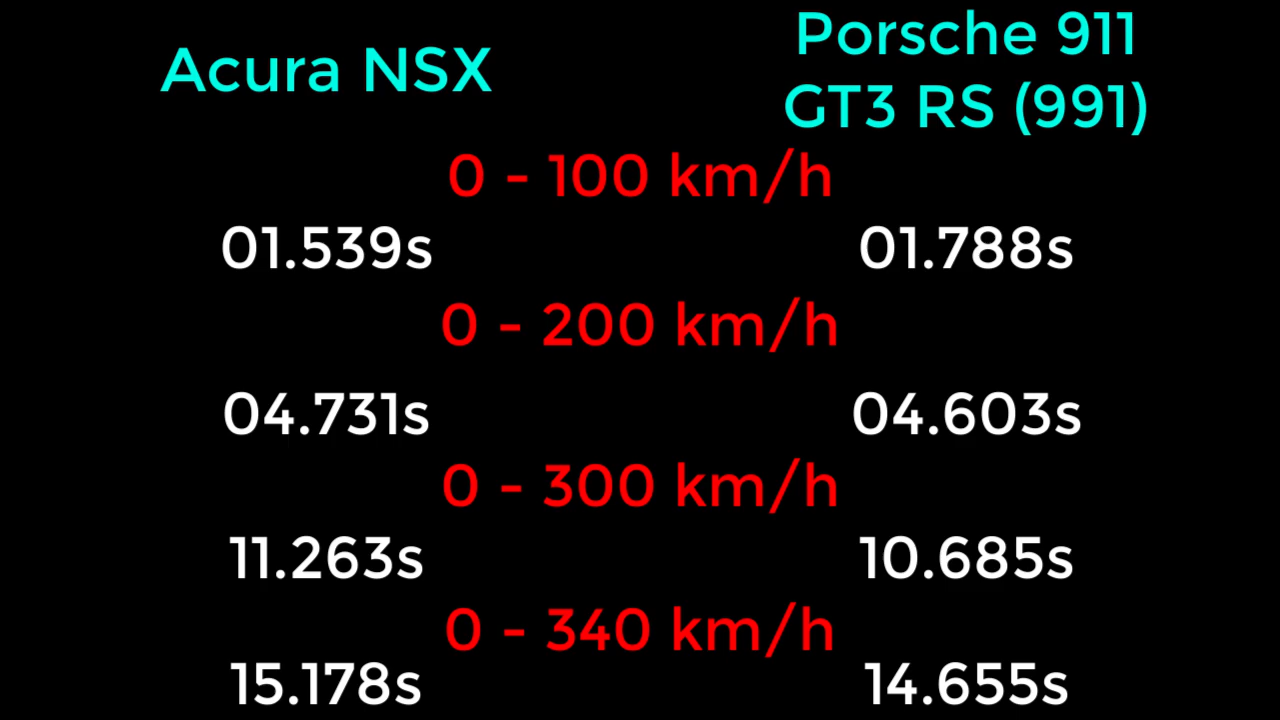 Acura NSX
Porsche 911
GT3 RS (991)
0 - 100 km/h
01.539s
01.788s
0 - 200 km/h
04.731s
04.603s
0 - 300 km/h
11.263s
10.685s
0 - 340 km/h
15.178s
14.655s